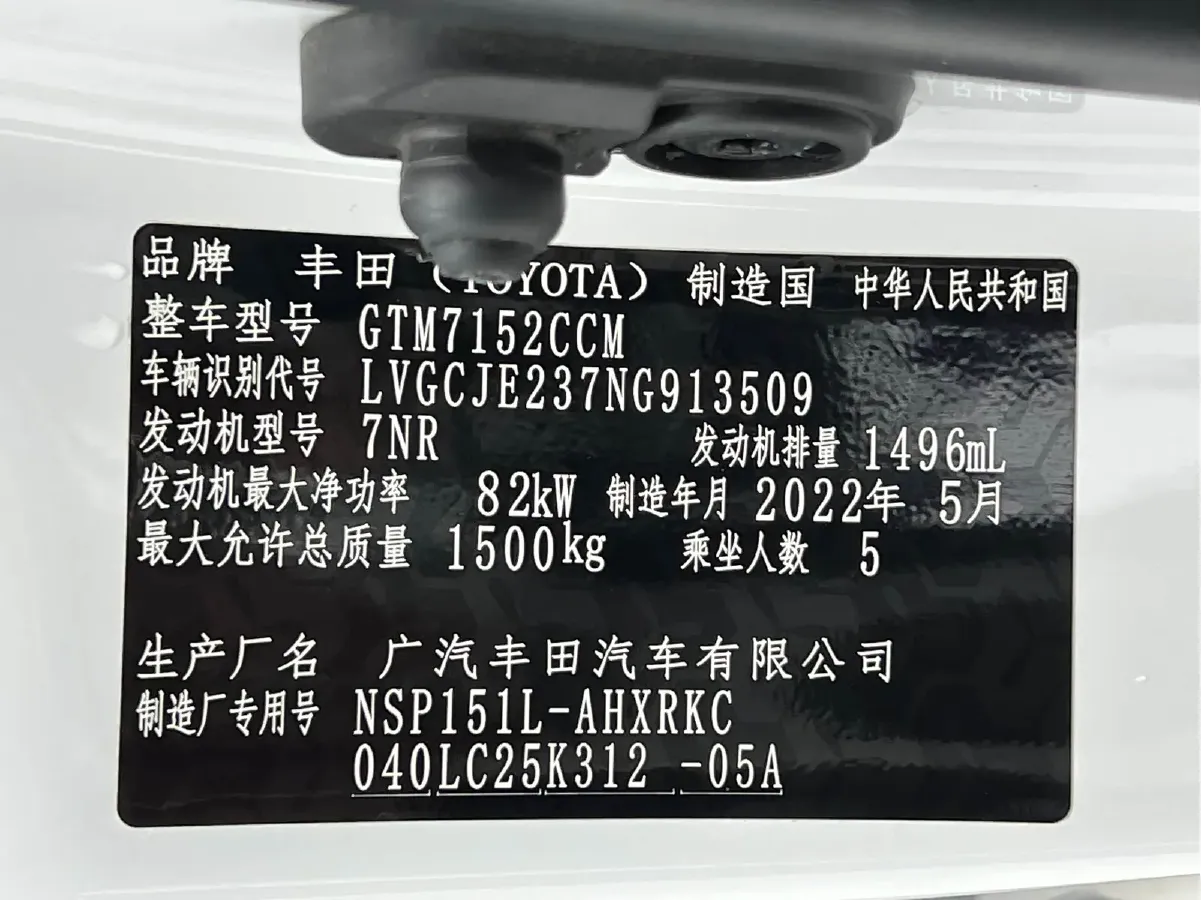 品牌 丰田（TOYOTA）制造国 中华人民共和国
整车型号 GTM7152CCM
车辆识别代号 LVGCJE237NG913509
发动机型号 7NR 发动机排量 1496mL
发动机最大净功率 82kW 制造年月 2022年 5月
最大允许总质量 1500kg 乘坐人数 5
生产厂名 广汽丰田汽车有限公司
制造厂专用号 NSP151L-AHXRKC
040LC25K312 -05A